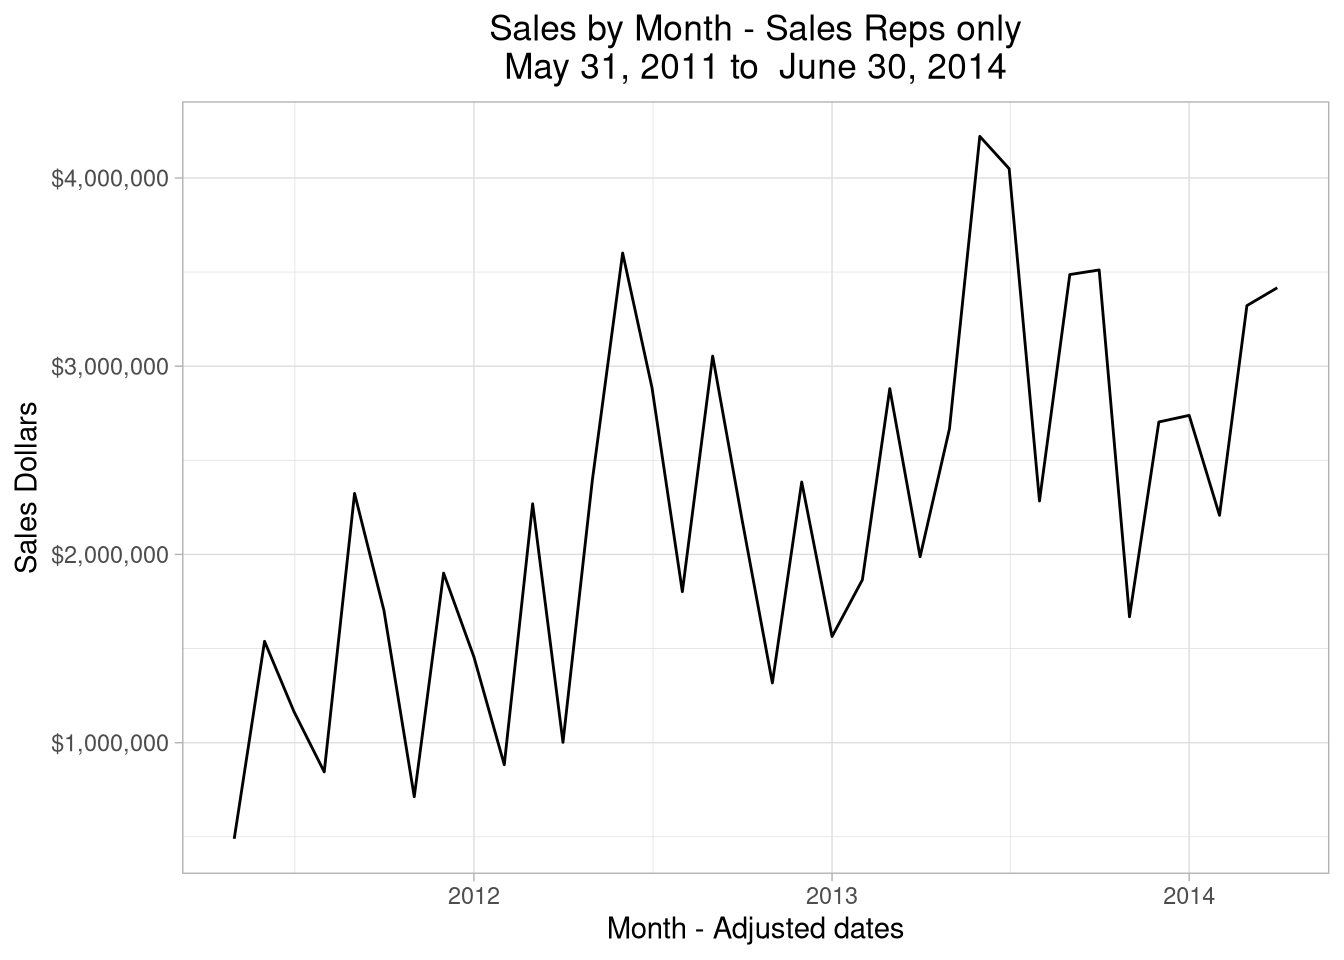 Sales by Month - Sales Reps only
May 31, 2011 to  June 30, 2014
$4,000,000
$3,000,000
$2,000,000
$1,000,000
Sales Dollars
2012
2013
2014
Month - Adjusted dates